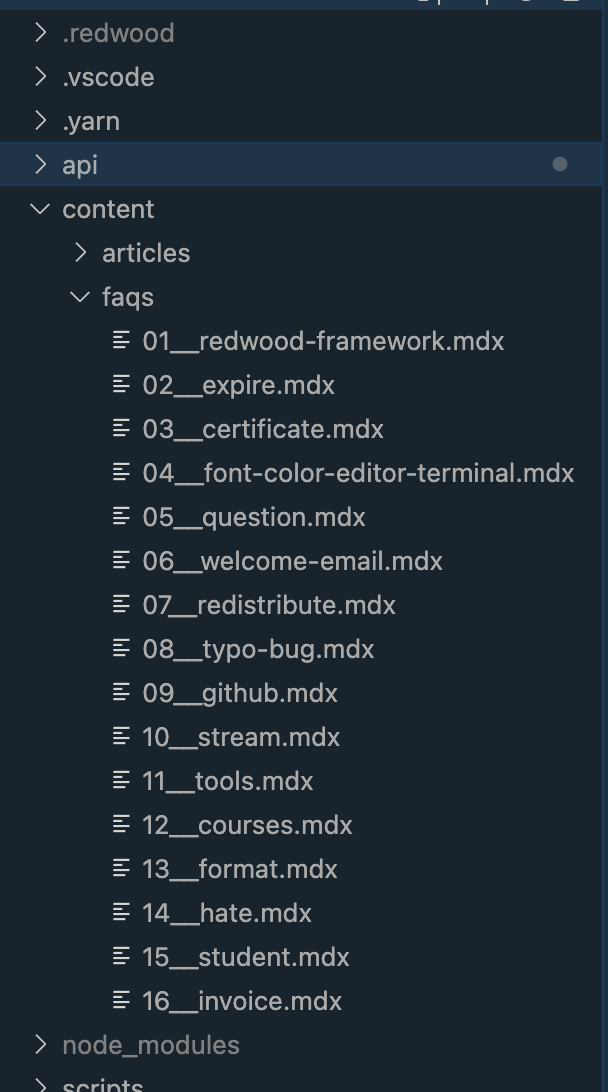 .redwood
.vscode
.yarn
api
content
articles
faqs
01__redwood-framework.mdx
02__expire.mdx
03__certificate.mdx
04__font-color-editor-terminal.mdx
05__question.mdx
06__welcome-email.mdx
07__redistribute.mdx
08__typo-bug.mdx
09__github.mdx
10__stream.mdx
11__tools.mdx
12__courses.mdx
13__format.mdx
14__hate.mdx
15__student.mdx
16__invoice.mdx
node_modules
scripts